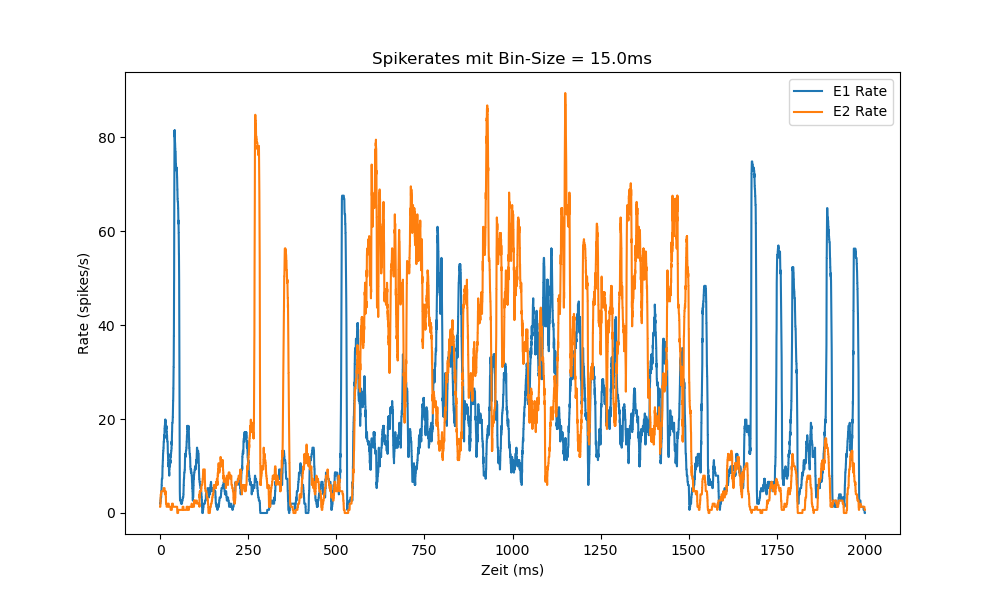 Spikerates mit Bin-Size = 15.0ms
E1 Rate
E2 Rate
Rate (spikes/s)
80
60
40
20
0
0 250 500 750 1000 1250 1500 1750 2000
Zeit (ms)